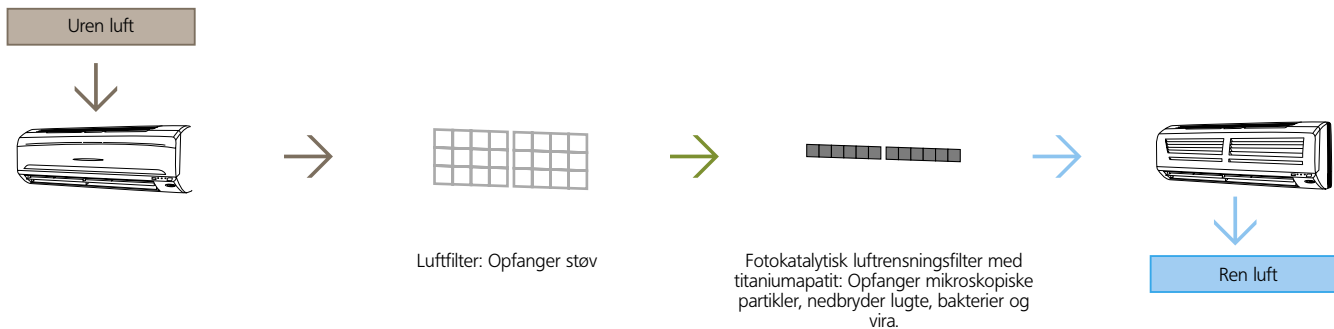 Uren luft
Luftfilter: Opfanger støv
Fotokatalytisk luftrensningsfilter med
titaniumapatit: Opfanger mikroskopiske
partikler, nedbryder lugte, bakterier og
vira.
Ren luft